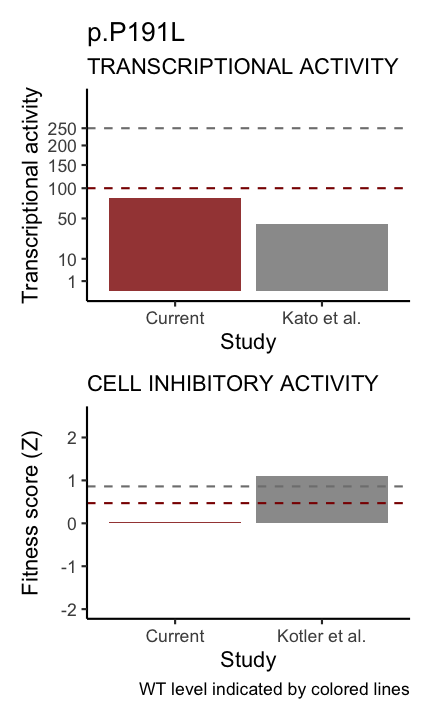 p.P191L
TRANSCRIPTIONAL ACTIVITY
Transcriptional activity
250
200
150
100
50
10
1
Current
Kato et al.
Study
CELL INHIBITORY ACTIVITY
Fitness score (Z)
2
1
0
-1
-2
Current
Kotler et al.
Study
WT level indicated by colored lines